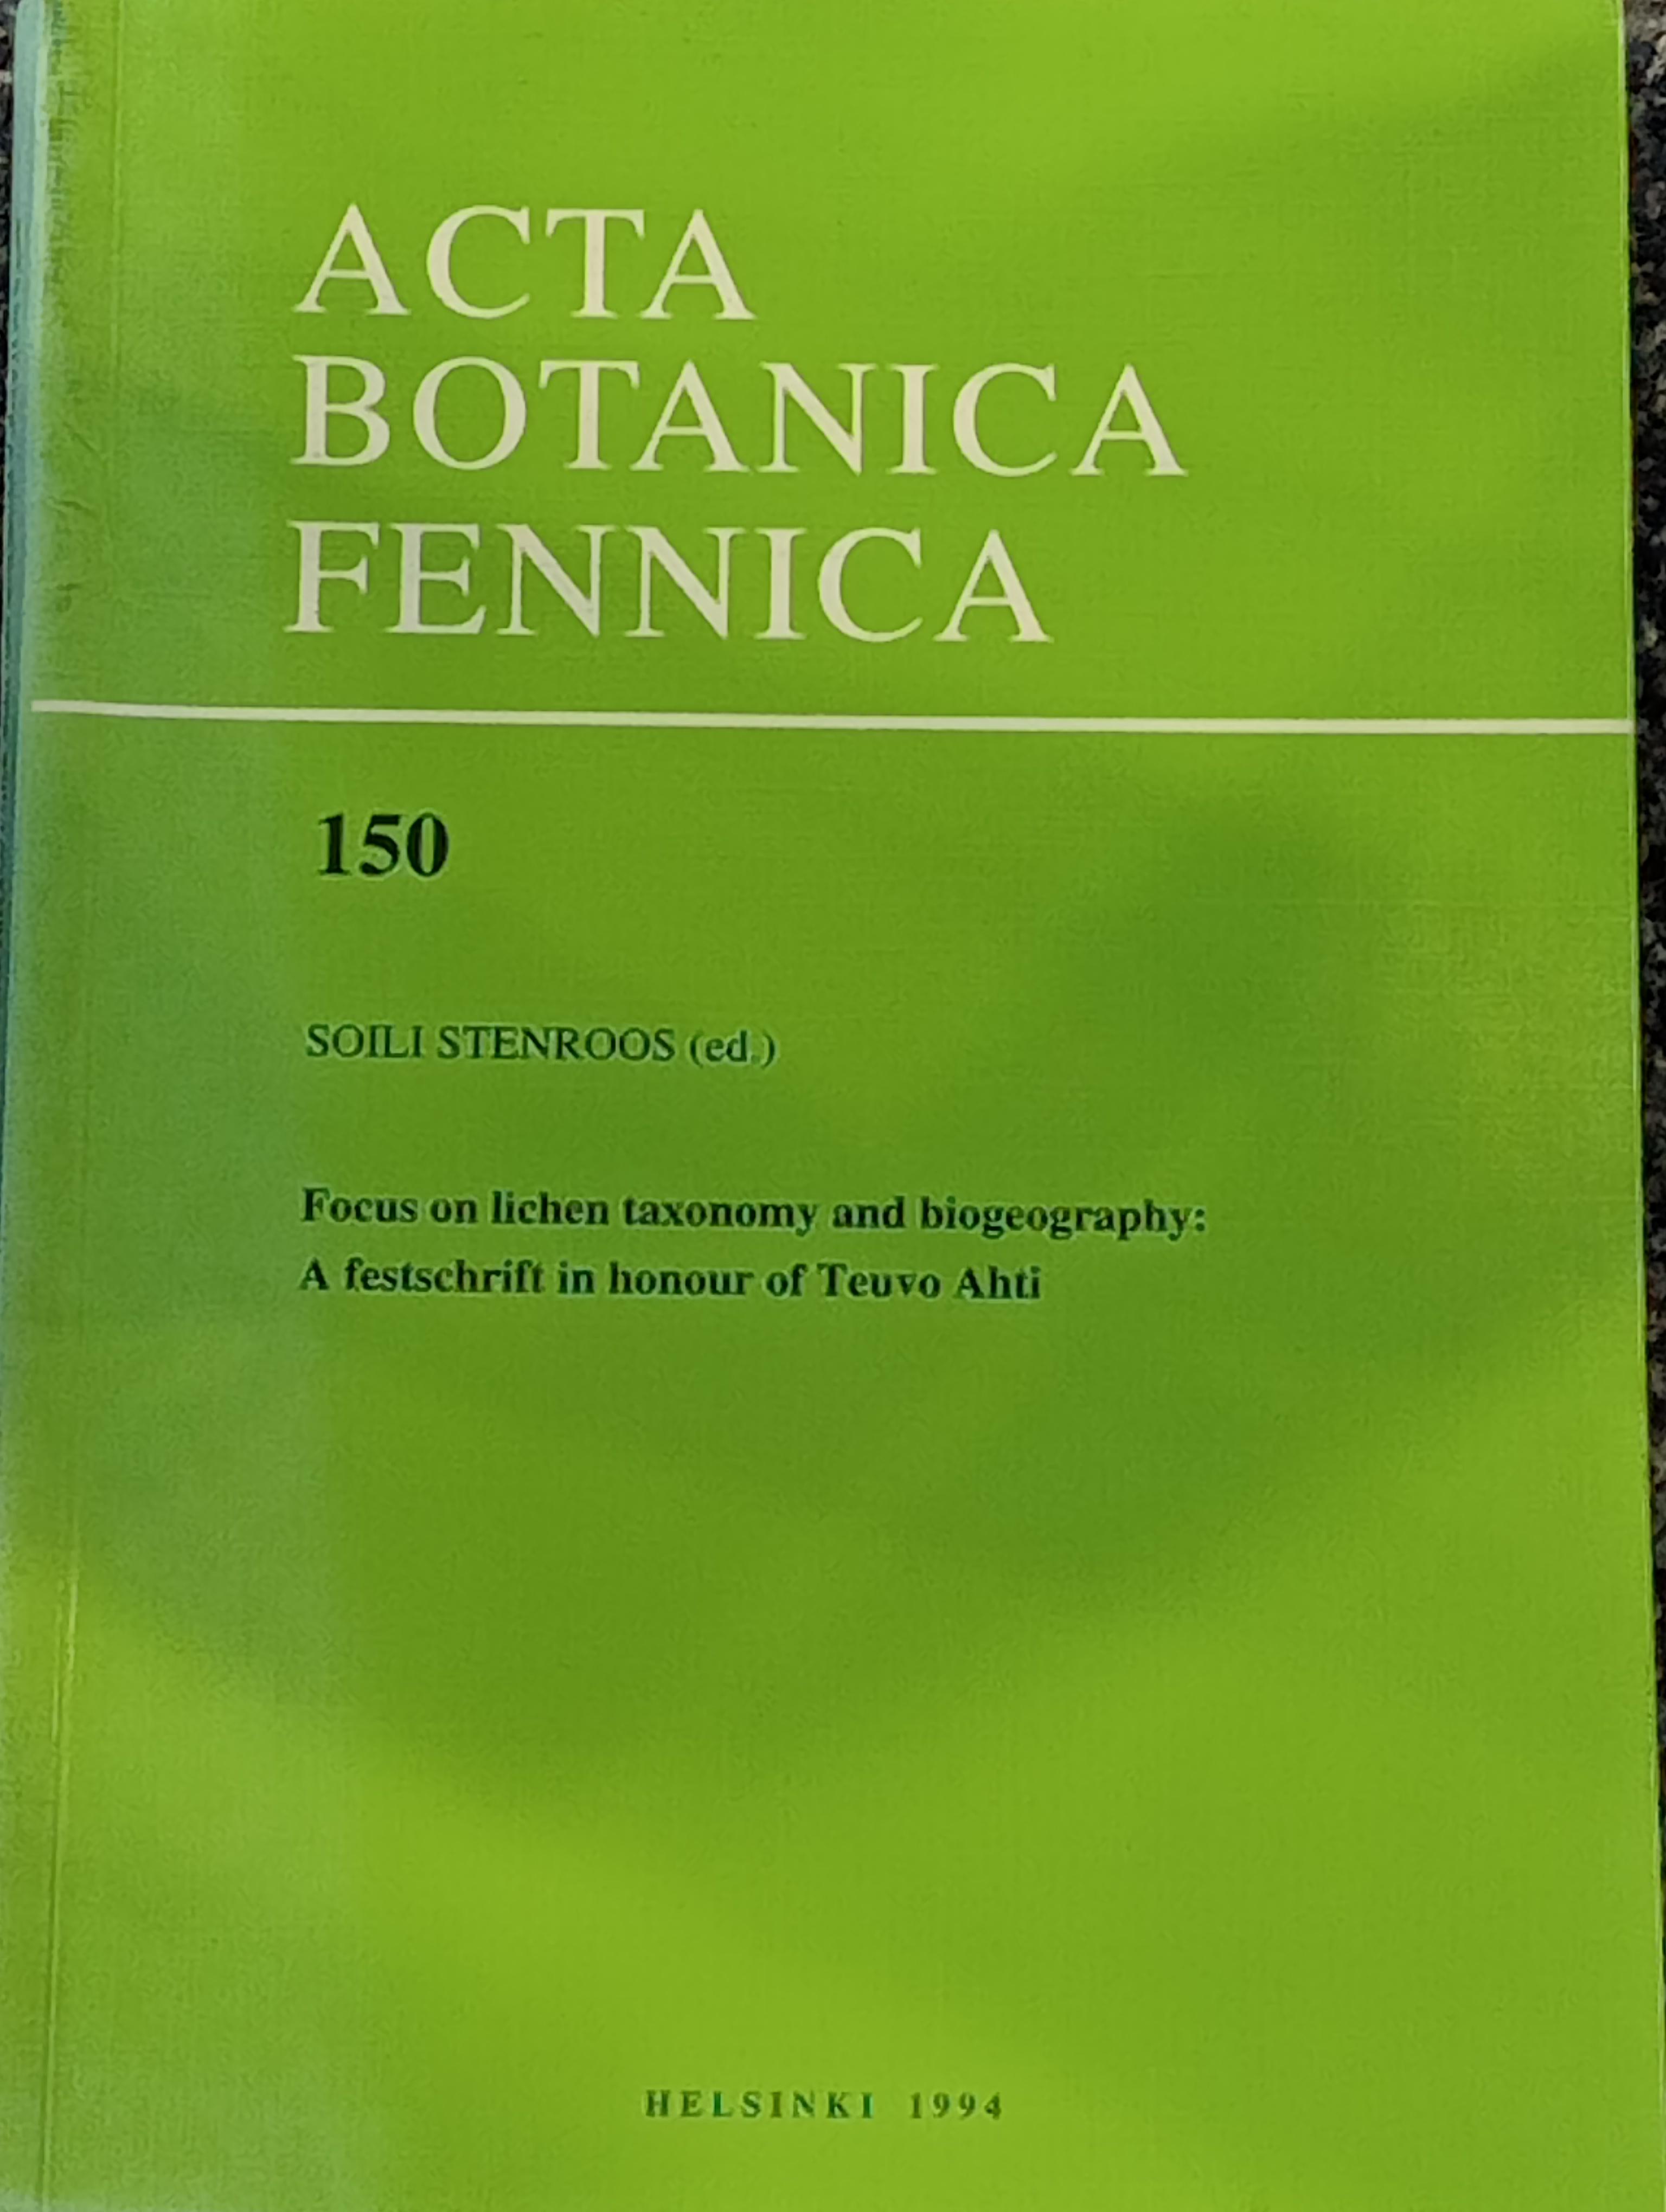 ACTA
BOTANICA
FENNICA
150
SOILI STENROOS (ed.)
Focus on lichen taxonomy and biogeography:
A festschrift in honour of Teuvo Ahti
HELSINKI 1994